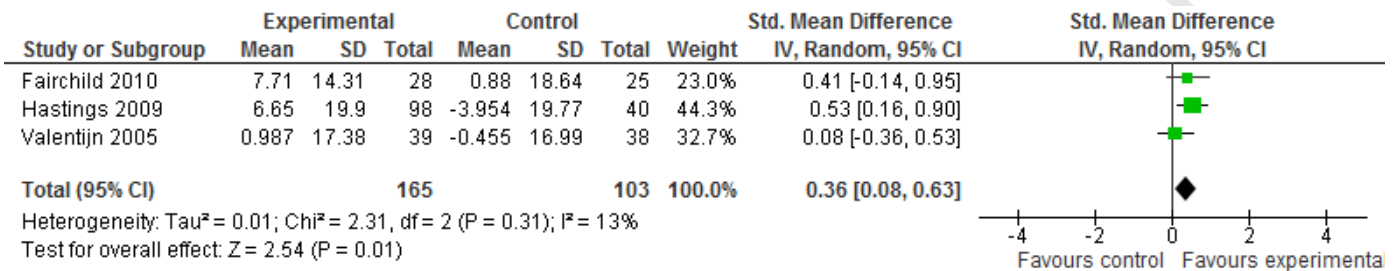 Experimental Control Std. Mean Difference Std. Mean Difference
Study or Subgroup Mean SD Total Mean SD Total Weight IV, Random, 95% CI IV, Random, 95% CI
Fairchild 2010 7.71 14.31 28 0.88 18.64 25 23.0% 0.41 [-0.14, 0.95]
Hastings 2009 6.65 19.9 98 -3.954 19.77 40 44.3% 0.53 [0.16, 0.90]
Valentijn 2005 0.987 17.38 39 -0.455 16.99 38 32.7% 0.08 [-0.36, 0.53]
Total (95% CI) 165 103 100.0% 0.36 [0.08, 0.63]
Heterogeneity: Tau² = 0.01; Chi² = 2.31, df = 2 (P = 0.31); I² = 13%
Test for overall effect: Z = 2.54 (P = 0.01)
-4 -2 0 2 4
Favours control Favours experimental